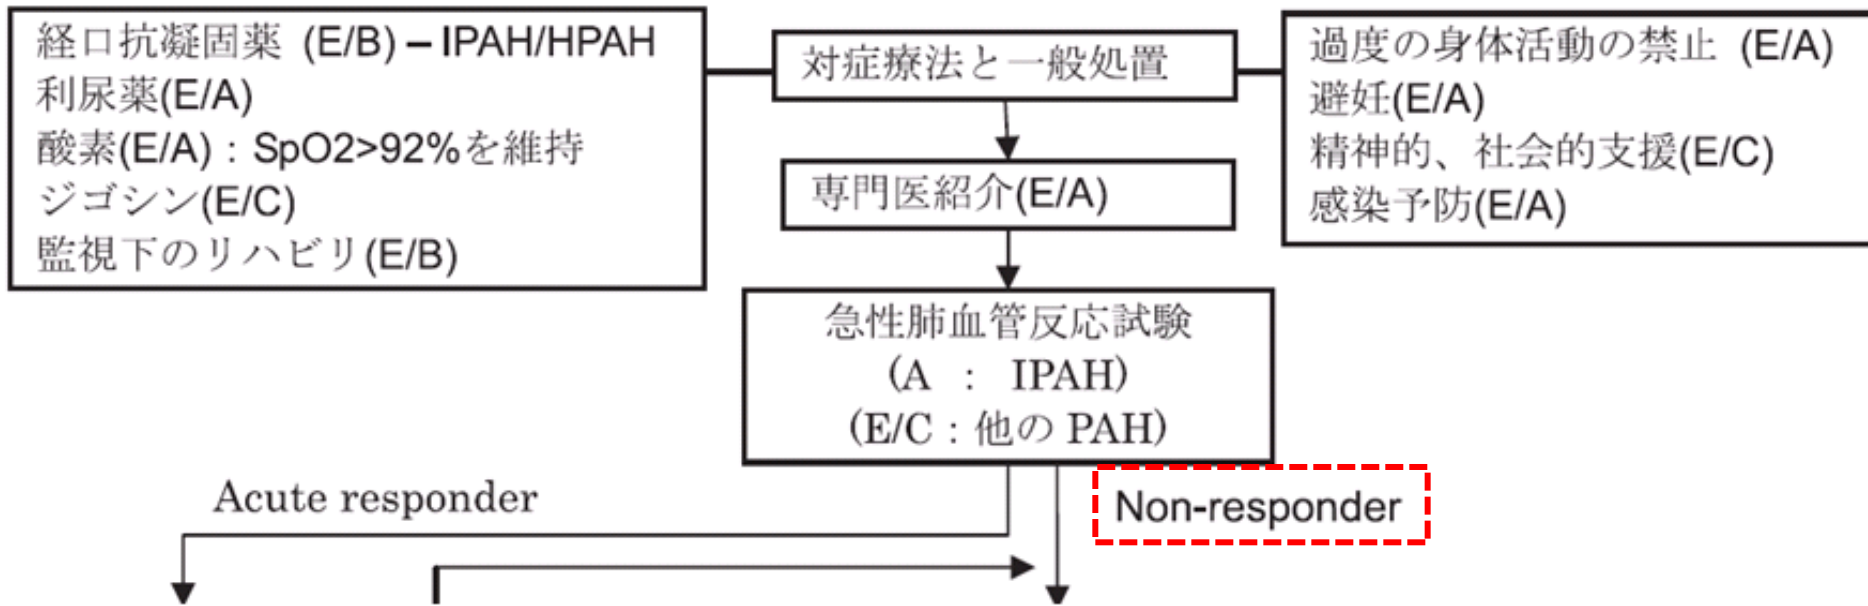 経口抗凝固薬 (E/B) – IPAH/HPAH
利尿薬(E/A)
酸素(E/A)：SpO2>92%を維持
ジゴシン(E/C)
監視下のリハビリ(E/B)
対症療法と一般処置
過度の身体活動の禁止 (E/A)
避妊(E/A)
精神的、社会的支援(E/C)
感染予防(E/A)
専門医紹介(E/A)
急性肺血管反応試験
(A ： IPAH)
(E/C：他の PAH)
Acute responder
Non-responder